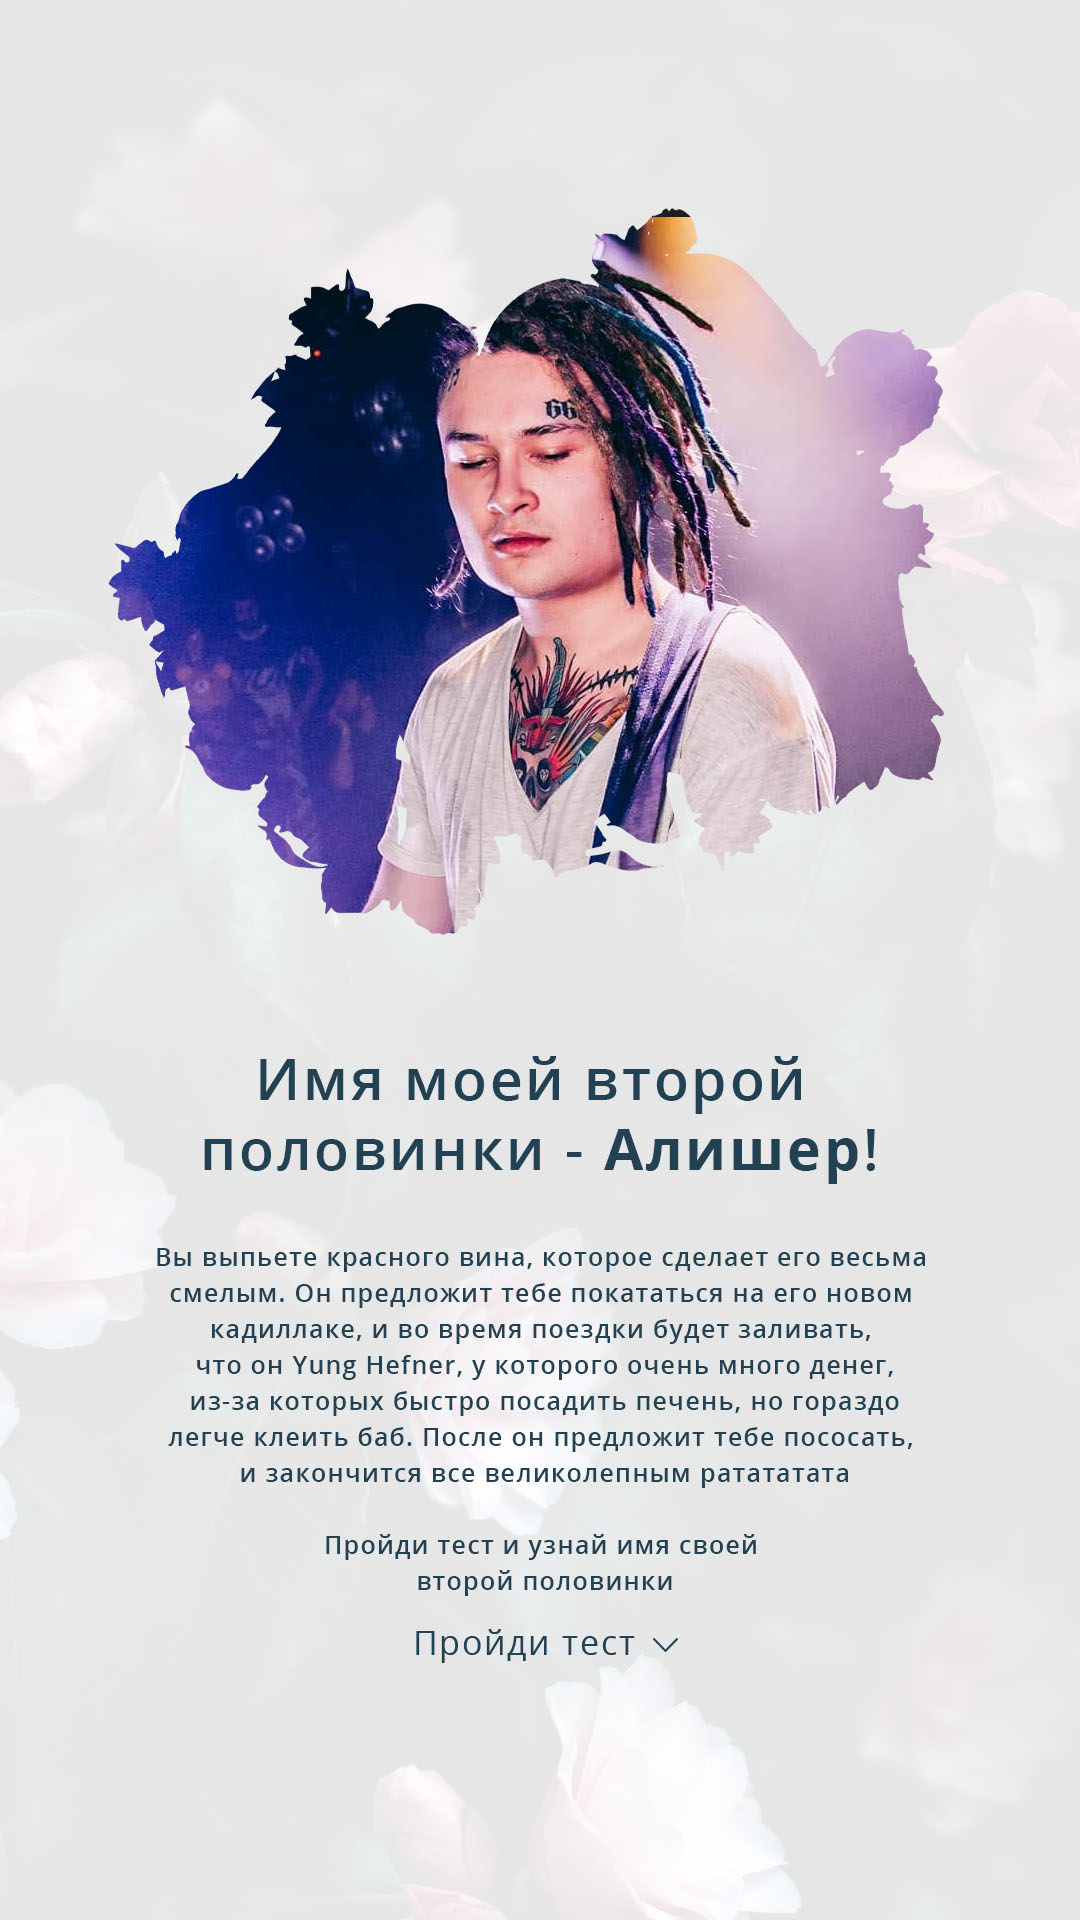 66
Имя моей второй
половинки - Алишер!
Вы выпьете красного вина, которое сделает его весьма
смелым. Он предложит тебе покататься на его новом
кадиллаке, и во время поездки будет заливать,
что он Yung Hefner, у которого очень много денег,
из-за которых быстро посадить печень, но гораздо
легче клеить баб. После он предложит тебе пососать,
и закончится все великолепным ратататата
Пройди тест и узнай имя своей
второй половинки
Пройди тест